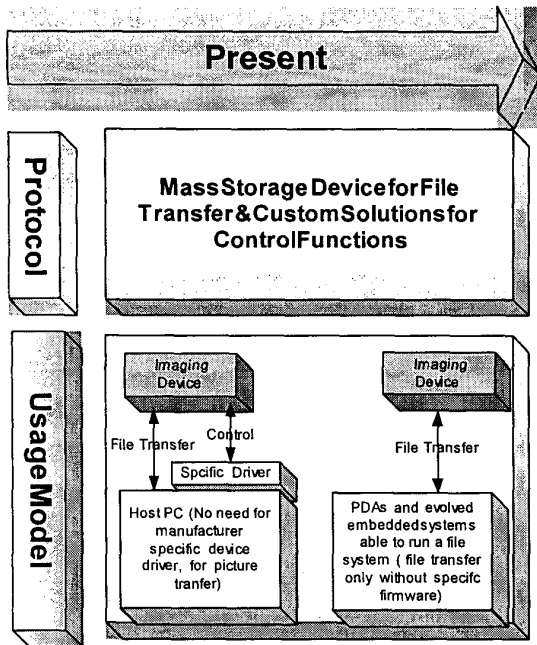 Present
Protocol
MassStorageDeviceforFile
Transfer&CustomSolutionsfor
ControlFunctions
UsageModel
Imaging
Device
File Transfer
Control
Spcific Driver
Host PC (No need for
manufacturer
specific device
driver, for picture
tranfer)
Imaging
Device
File Transfer
PDAs and evolved
embeddedsystems
able to run a file
system ( file transfer
only without specifc
firmware)